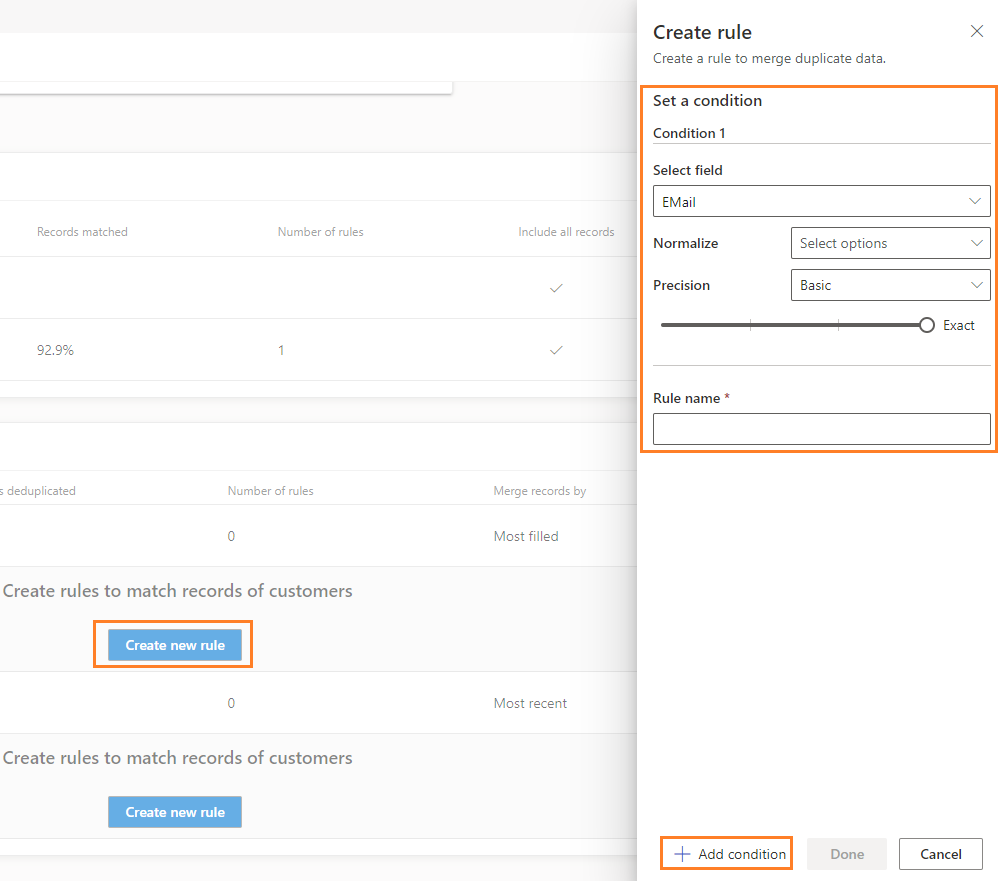 Records matched Number of rules Include all records
92.9% 1
s deduplicated Number of rules Merge records by
0 Most filled
Create rules to match records of customers
Create new rule
0 Most recent
Create rules to match records of customers
Create new rule
Create rule
Create a rule to merge duplicate data.
Set a condition
Condition 1
Select field
EMail
Normalize Select options
Precision Basic
Exact
Rule name *
Add condition Done Cancel